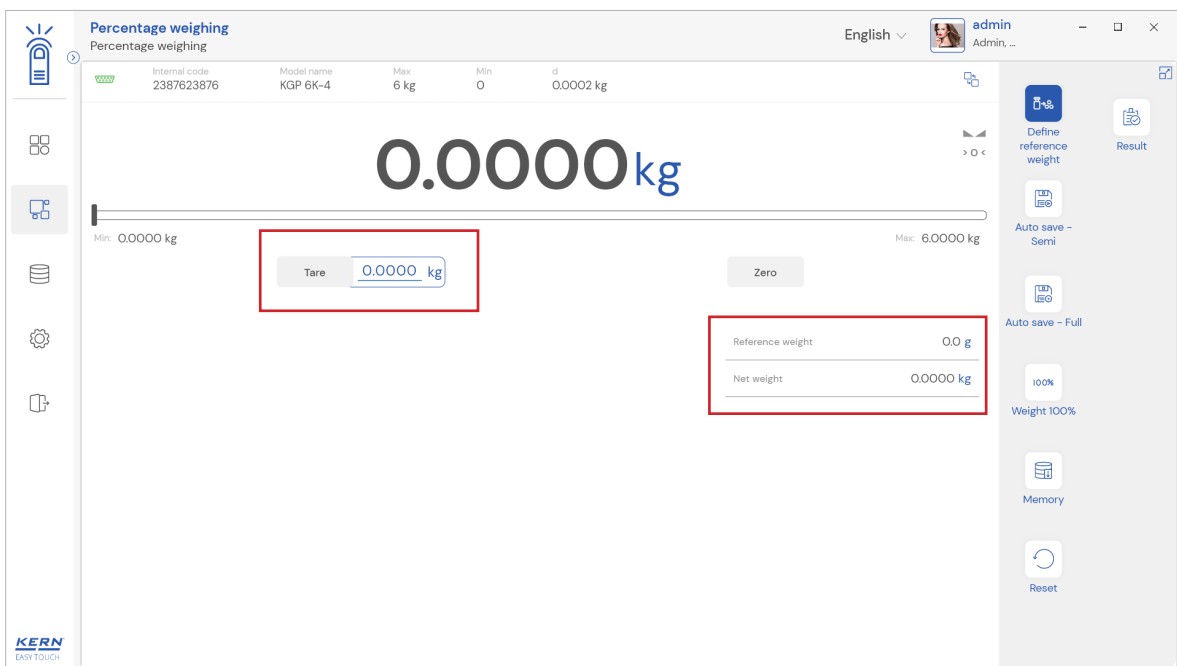 Percentage weighing
Percentage weighing
English
admin
Admin, ...
Internal code
2387623876
Model name
KGP 6K-4
Max
6 kg
Min
0
d
0.0002 kg
0.0000 kg
> 0 <
Min: 0.0000 kg
Max: 6.0000 kg
Tare
0.0000 kg
Zero
Reference weight 0.0 g
Net weight 0.0000 kg
Define
reference
weight
Result
Auto save -
Semi
Auto save - Full
100%
Weight 100%
Memory
Reset
KERN
EASY TOUCH